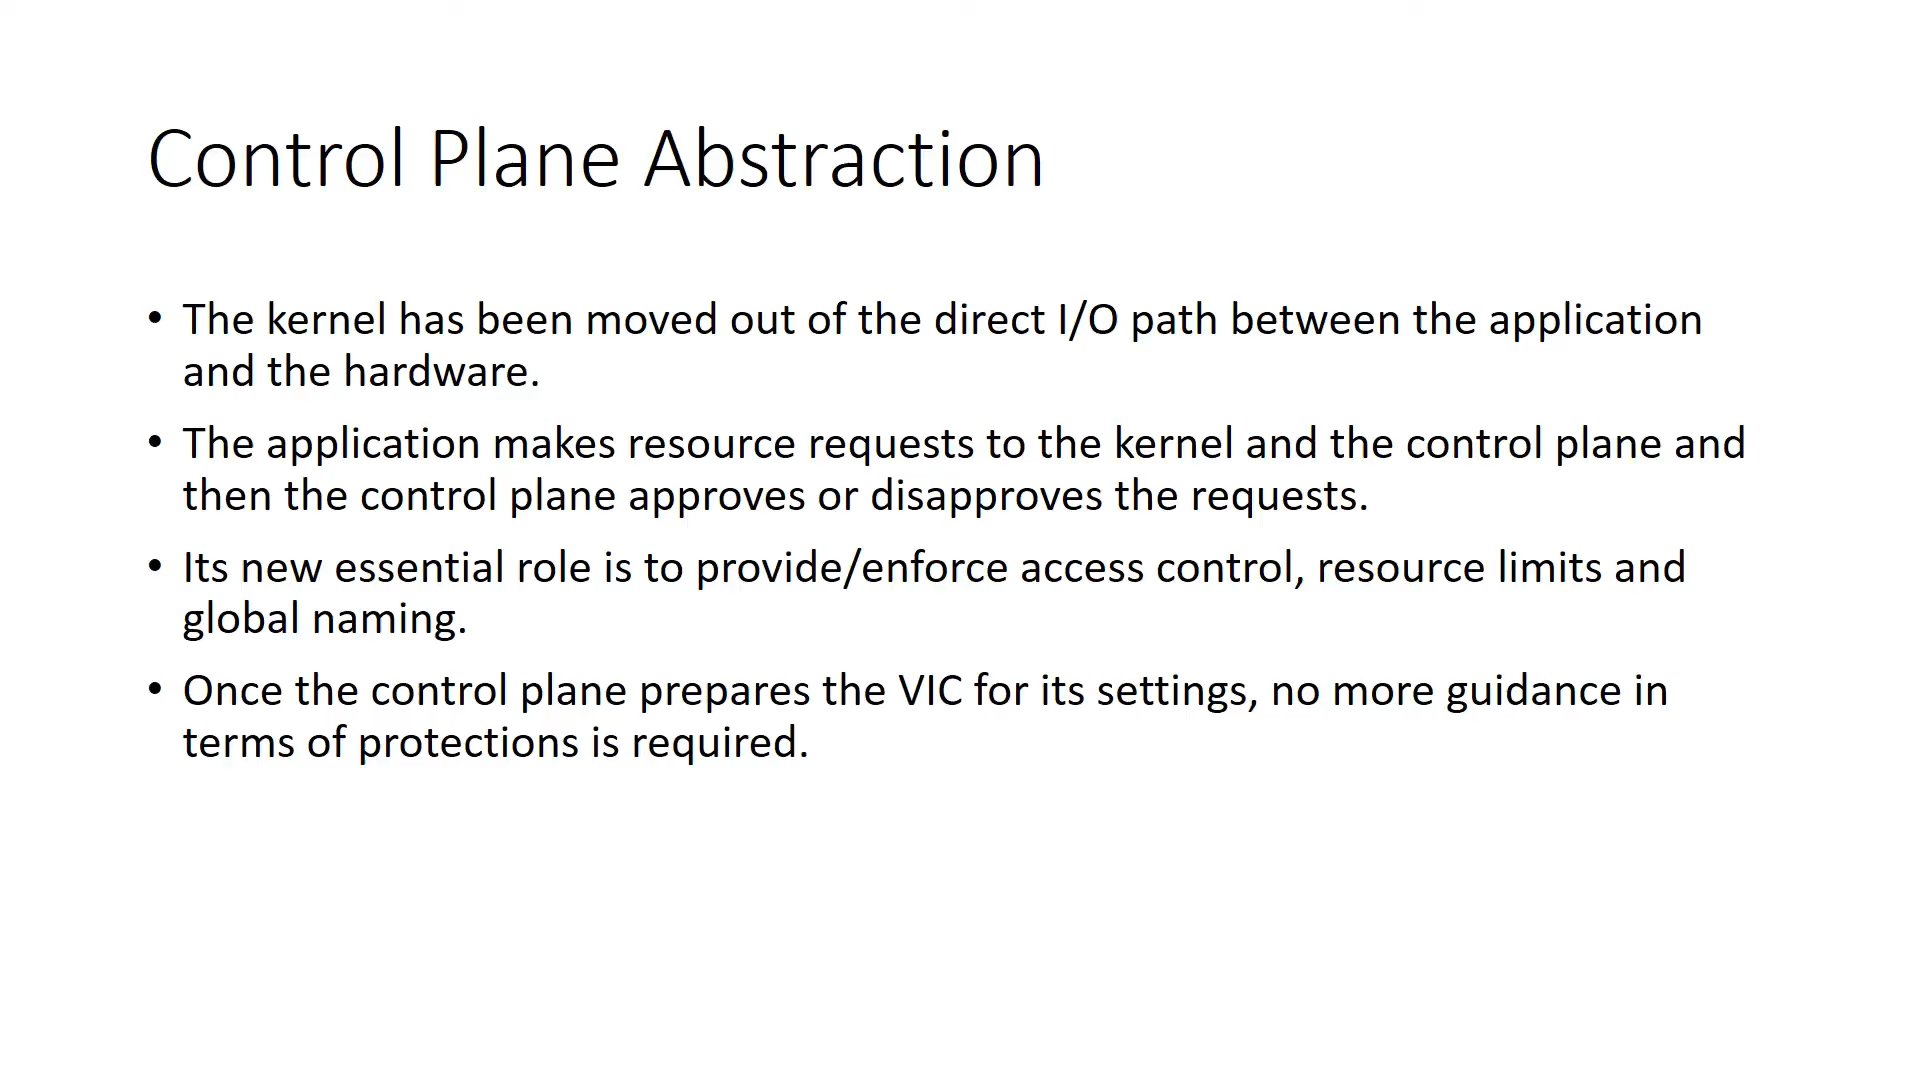 Control Plane Abstraction
• The kernel has been moved out of the direct I/O path between the application
and the hardware.
• The application makes resource requests to the kernel and the control plane and
then the control plane approves or disapproves the requests.
• Its new essential role is to provide/enforce access control, resource limits and
global naming.
• Once the control plane prepares the VIC for its settings, no more guidance in
terms of protections is required.